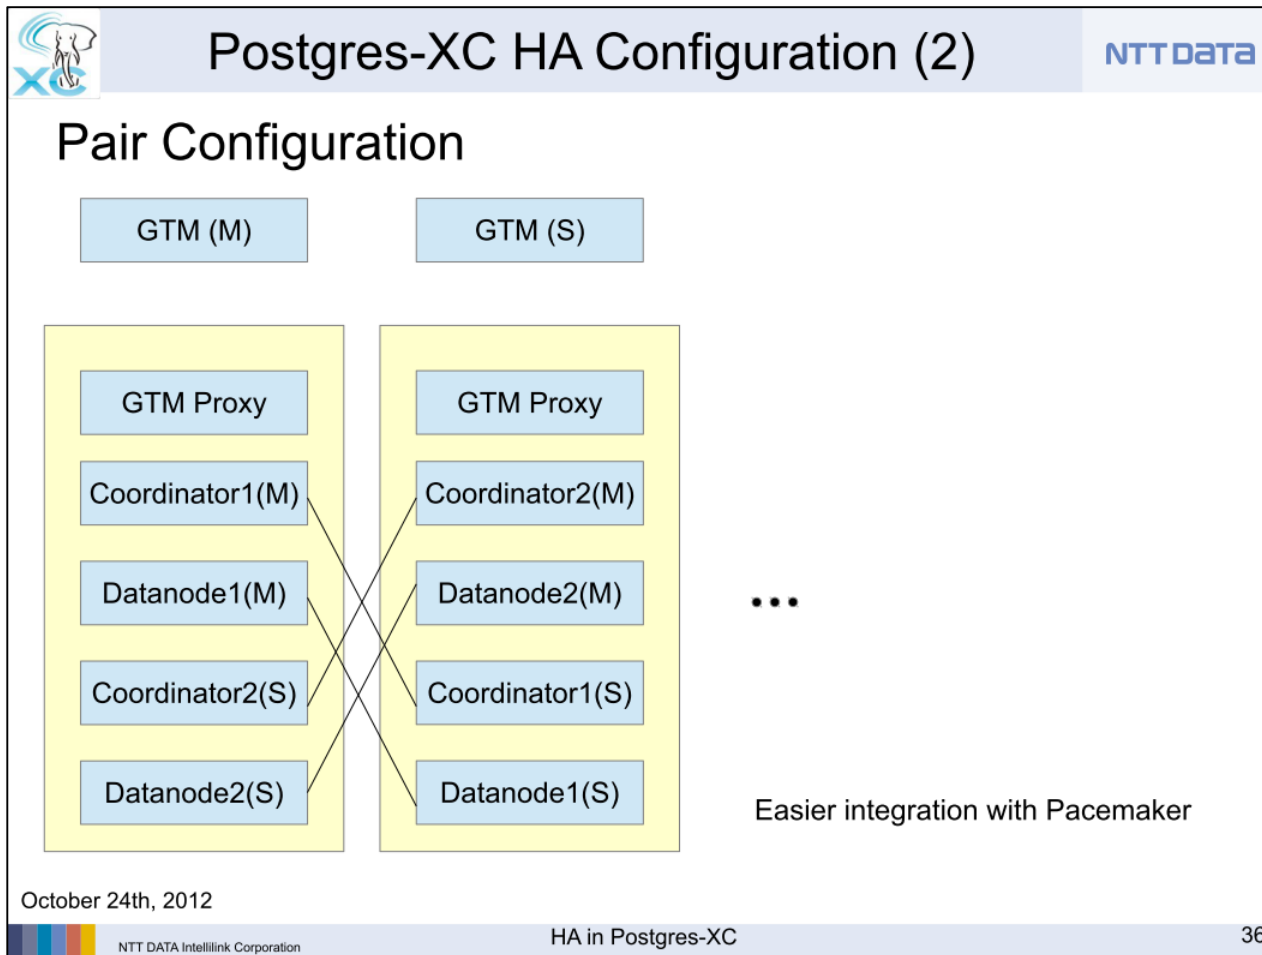 XC
Postgres-XC HA Configuration (2)
NTT DATA
Pair Configuration
GTM (M)
GTM (S)
GTM Proxy
Coordinator1(M)
Datanode1(M)
Coordinator2(S)
Datanode2(S)
GTM Proxy
Coordinator2(M)
Datanode2(M)
Coordinator1(S)
Datanode1(S)
...
Easier integration with Pacemaker
October 24th, 2012
NTT DATA Intellilink Corporation
HA in Postgres-XC
36